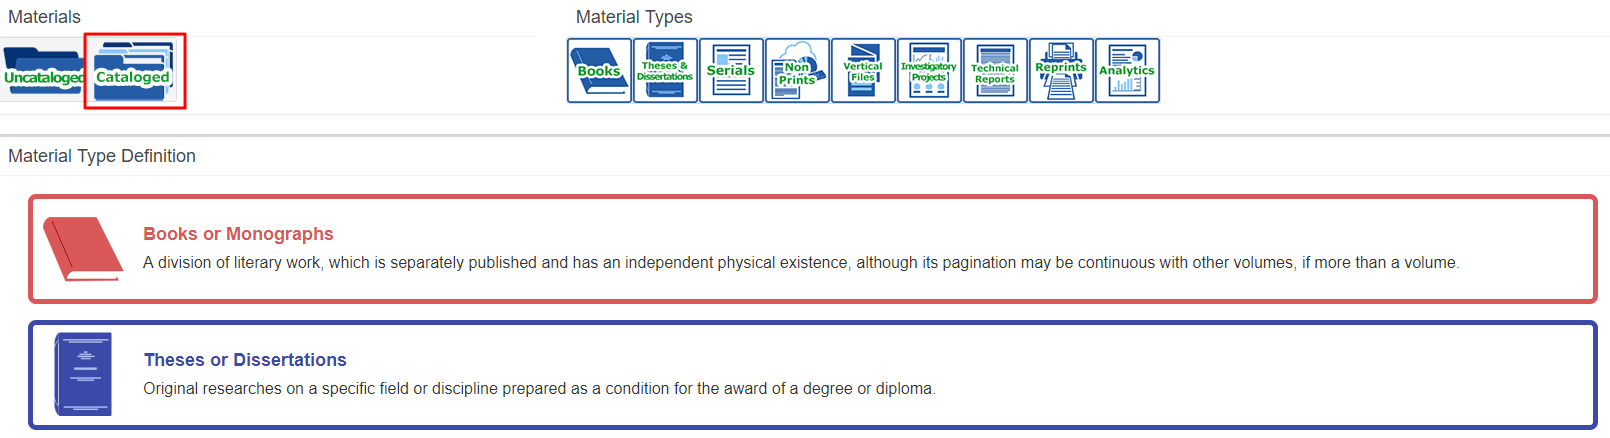 Materials
Material Types
Uncataloged
Cataloged
Books
Theses &
Dissertations
Serials
Non
Prints
Vertical
Files
Investigatory
Projects
Technical
Reports
Reprints
Analytics
Material Type Definition
Books or Monographs
A division of literary work, which is separately published and has an independent physical existence, although its pagination may be continuous with other volumes, if more than a volume.
Theses or Dissertations
Original researches on a specific field or discipline prepared as a condition for the award of a degree or diploma.